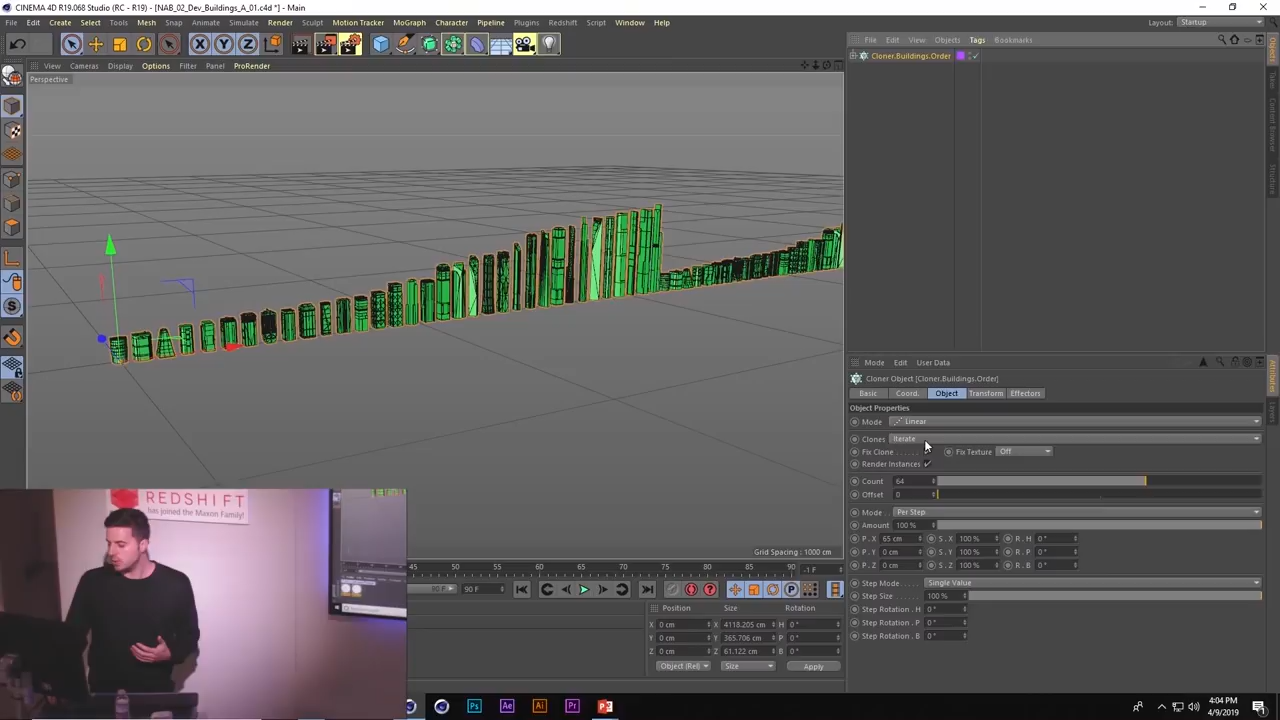 CINEMA 4D R19.068 Studio (RC - R19) - [NAB_02_Dev_Buildings_A_01.c4d *] - Main
File Edit Create Select Tools Mesh Snap Animate Simulate Render Sculpt Motion Tracker MoGraph Character Pipeline Plugins Redshift Script Window Help Layout: Startup
File Edit View Objects Tags Bookmarks
View Cameras Display Options Filter Panel ProRender
Cloner.Buildings.Order
Perspective
Mode Edit User Data
Cloner Object [Cloner.Buildings.Order]
Basic Coord. Object Transform Effectors
Object Properties
Mode Linear
Clones Iterate
Fix Clone Fix Texture Off
Render Instances
Count 64
Offset 0
Mode Per Step
Amount 100 %
P . X 65 cm S . X 100 % R . H 0 °
P . Y 0 cm S . Y 100 % R . P 0 °
P . Z 0 cm S . Z 100 % R . B 0 °
Step Mode Single Value
Step Size 100 %
Step Rotation . H 0 °
Step Rotation . P 0 °
Step Rotation . B 0 °
REDSHIFT
has joined the Maxon Family!
Grid Spacing : 1000 cm
45 50 55 60 65 70 75 80 85 90 -1 F
90 F 90 F
Position Size Rotation
X 0 cm X 4118.205 cm H 0 °
Y 0 cm Y 365.706 cm P 0 °
Z 0 cm Z 61.122 cm B 0 °
Object (Rel) Size Apply
Ps Ae Ai Pr
4:04 PM
4/9/2019